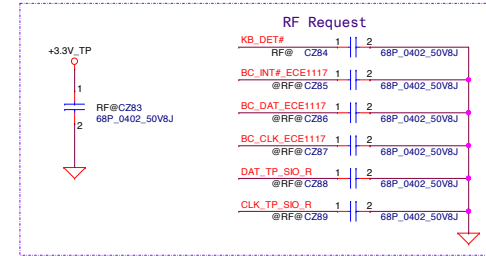 RF Request
+3.3V_TP
1
RF@CZ83
68P_0402_50V8J
2
KB_DET# 1 2
RF@ CZ84 68P_0402_50V8J
BC_INT#_ECE1117 1 2
@RF@CZ85 68P_0402_50V8J
BC_DAT_ECE1117 1 2
@RF@CZ86 68P_0402_50V8J
BC_CLK_ECE1117 1 2
@RF@CZ87 68P_0402_50V8J
DAT_TP_SIO_R 1 2
@RF@CZ88 68P_0402_50V8J
CLK_TP_SIO_R 1 2
@RF@CZ89 68P_0402_50V8J